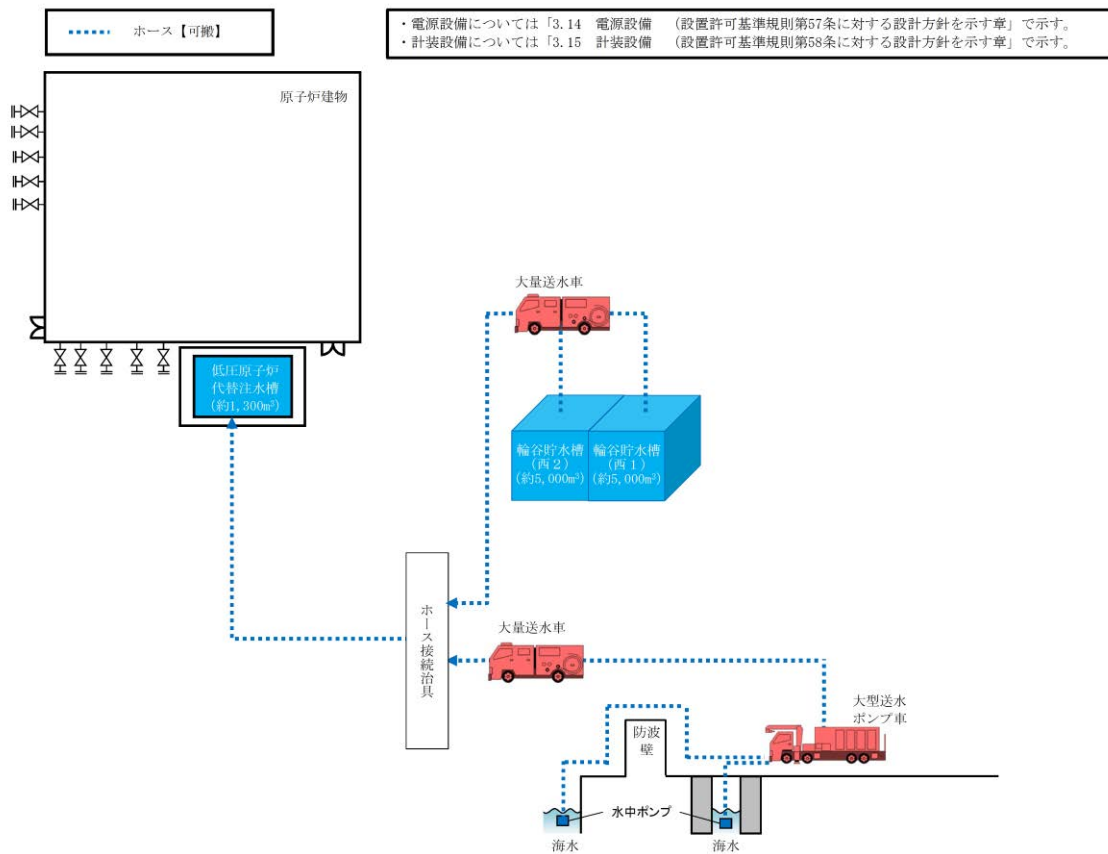 ホース【可搬】
・電源設備については「3.14　電源設備　（設置許可基準規則第57条に対する設計方針を示す章」で示す。
・計装設備については「3.15　計装設備　（設置許可基準規則第58条に対する設計方針を示す章」で示す。
原子炉建物
大量送水車
低圧原子炉
代替注水槽
(約1,300m³)
輪谷貯水槽
(西２)
(約5,000m³)
輪谷貯水槽
(西１)
(約5,000m³)
ホース接続治具
大量送水車
大型送水
ポンプ車
防波
壁
水中ポンプ
海水
海水